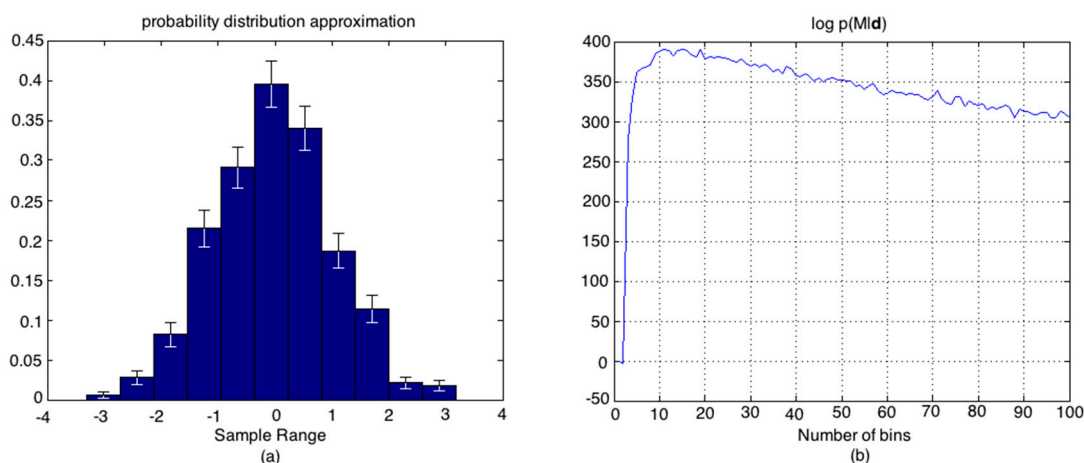 probability distribution approximation
0.45
0.4
0.35
0.3
0.25
0.2
0.15
0.1
0.05
0
-4 -3 -2 -1 0 1 2 3 4
Sample Range
(a)
log p(M|d)
400
350
300
250
200
150
100
50
0
-50
0 10 20 30 40 50 60 70 80 90 100
Number of bins
(b)